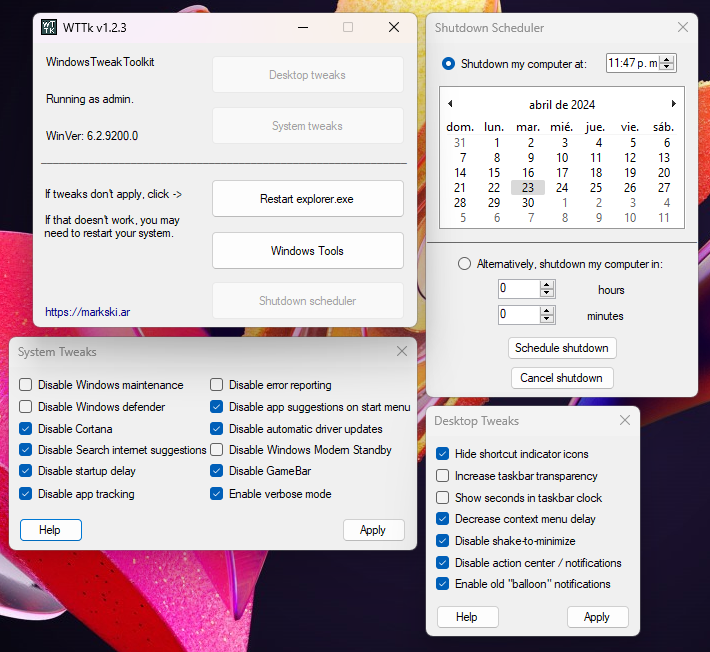 WT
TK
WTTk v1.2.3
WindowsTweakToolkit
Desktop tweaks
Running as admin.
System tweaks
WinVer: 6.2.9200.0
If tweaks don't apply, click ->
Restart explorer.exe
If that doesn't work, you may
need to restart your system.
Windows Tools
https://markski.ar
Shutdown scheduler
Shutdown Scheduler
Shutdown my computer at: 11:47 p. m
abril de 2024
dom. lun. mar. mié. jue. vie. sáb.
31 1 2 3 4 5 6
7 8 9 10 11 12 13
14 15 16 17 18 19 20
21 22 23 24 25 26 27
28 29 30 1 2 3 4
5 6 7 8 9 10 11
Alternatively, shutdown my computer in:
0 hours
0 minutes
Schedule shutdown
Cancel shutdown
System Tweaks
Disable Windows maintenance
Disable Windows defender
Disable Cortana
Disable Search internet suggestions
Disable startup delay
Disable app tracking
Disable error reporting
Disable app suggestions on start menu
Disable automatic driver updates
Disable Windows Modern Standby
Disable GameBar
Enable verbose mode
Help
Apply
Desktop Tweaks
Hide shortcut indicator icons
Increase taskbar transparency
Show seconds in taskbar clock
Decrease context menu delay
Disable shake-to-minimize
Disable action center / notifications
Enable old "balloon" notifications
Help
Apply